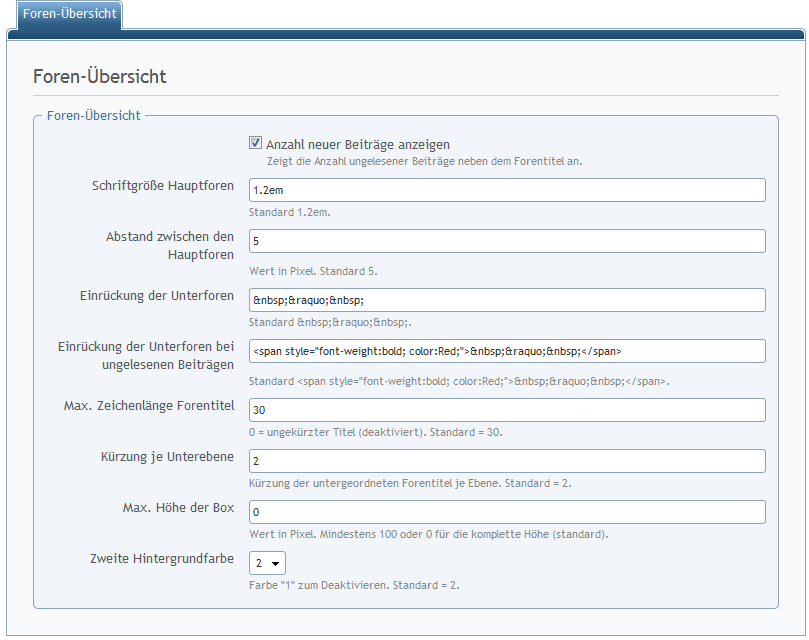 Foren-Übersicht
Foren-Übersicht
Foren-Übersicht
Anzahl neuer Beiträge anzeigen
Zeigt die Anzahl ungelesener Beiträge neben dem Forentitel an.
Schriftgröße Hauptforen
1.2em
Standard 1.2em.
Abstand zwischen den
Hauptforen
5
Wert in Pixel. Standard 5.
Einrückung der Unterforen
&nbsp;&raquo;&nbsp;
Standard &nbsp;&raquo;&nbsp;.
Einrückung der Unterforen bei
ungelesenen Beiträgen
<span style="font-weight:bold; color:Red;">&nbsp;&raquo;&nbsp;</span>
Standard <span style="font-weight:bold; color:Red;">&nbsp;&raquo;&nbsp;</span>.
Max. Zeichenlänge Forentitel
30
0 = ungekürzter Titel (deaktiviert). Standard = 30.
Kürzung je Unterebene
2
Kürzung der untergeordneten Forentitel je Ebene. Standard = 2.
Max. Höhe der Box
0
Wert in Pixel. Mindestens 100 oder 0 für die komplette Höhe (standard).
Zweite Hintergrundfarbe
2
Farbe "1" zum Deaktivieren. Standard = 2.